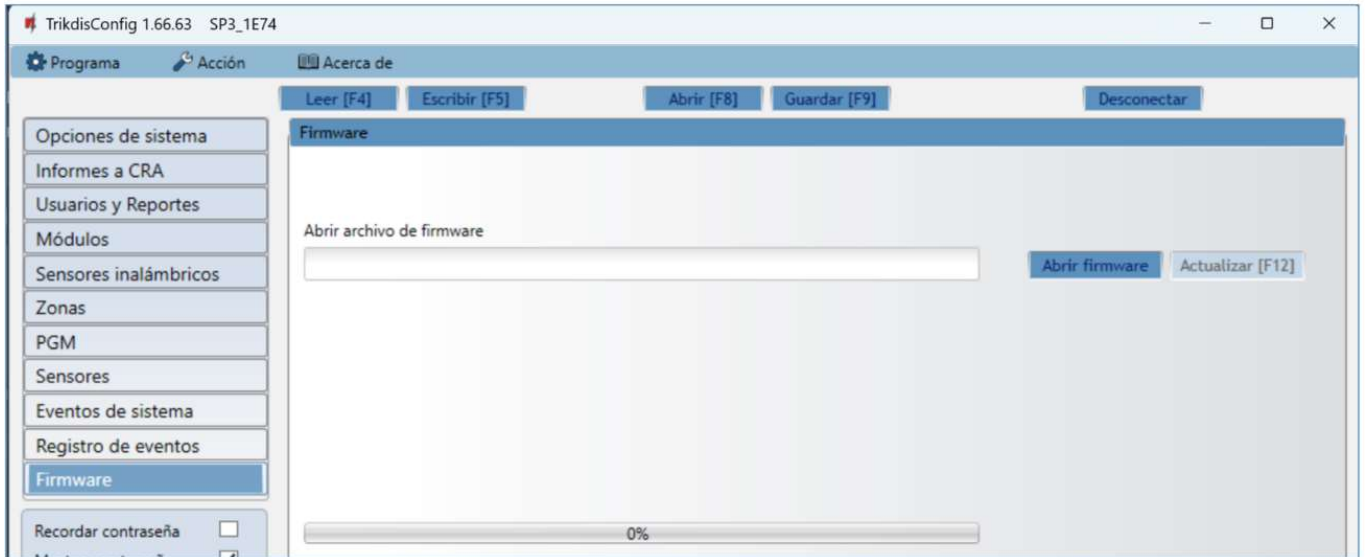 TrikdisConfig 1.66.63 SP3_1E74
Programa Acción Acerca de
Leer [F4] Escribir [F5] Abrir [F8] Guardar [F9] Desconectar
Opciones de sistema
Informes a CRA
Usuarios y Reportes
Módulos
Sensores inalámbricos
Zonas
PGM
Sensores
Eventos de sistema
Registro de eventos
Firmware
Recordar contraseña
Firmware
Abrir archivo de firmware
Abrir firmware Actualizar [F12]
0%